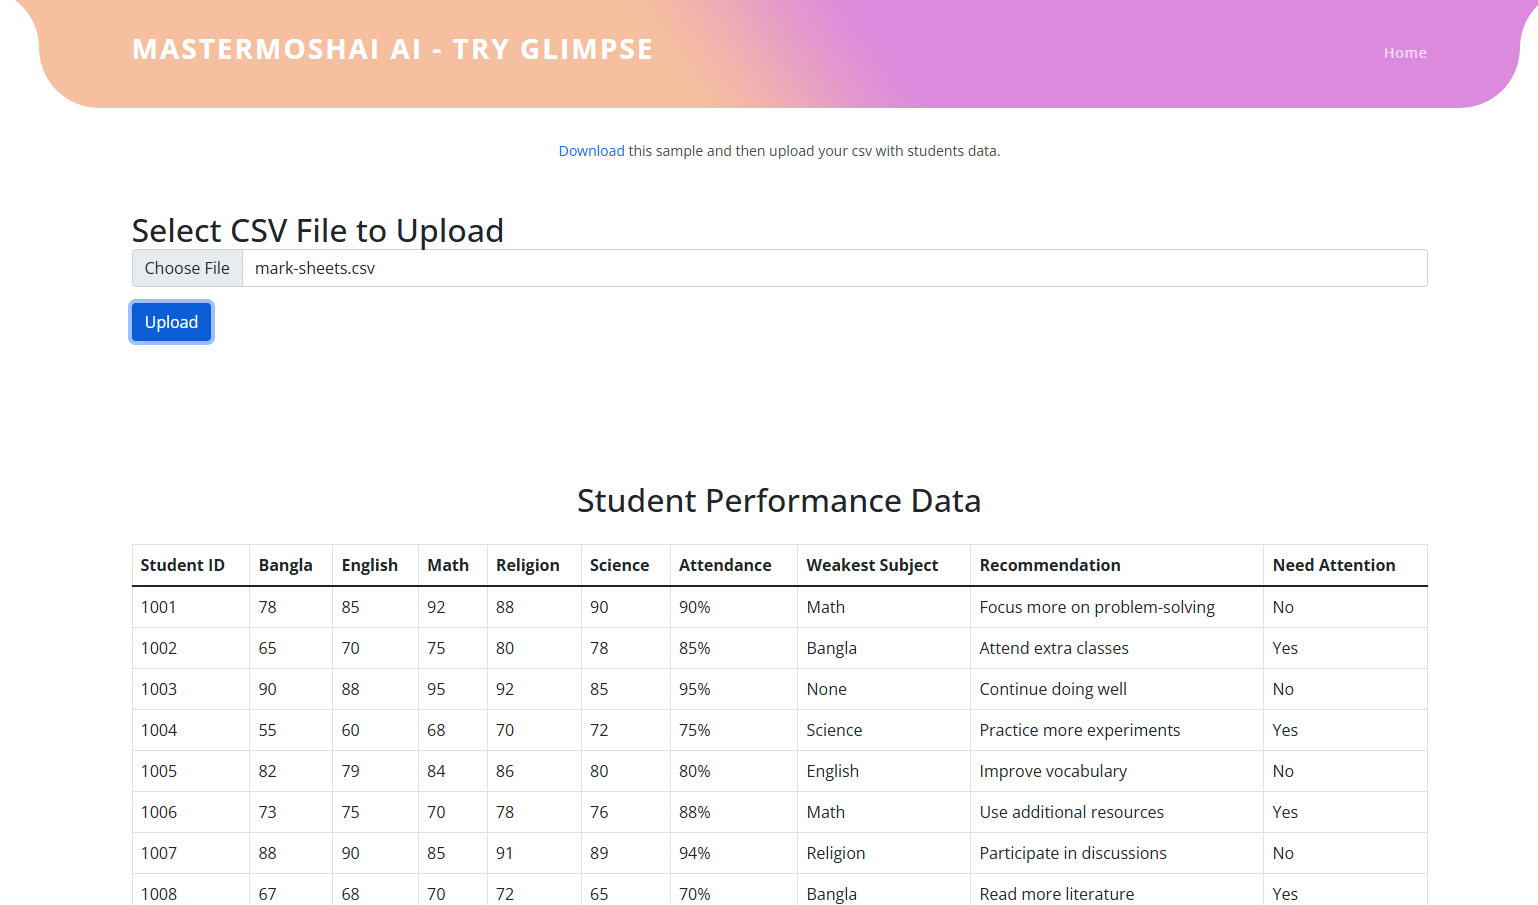 MASTERMOSHAI AI - TRY GLIMPSE
Home
Download this sample and then upload your csv with students data.
Select CSV File to Upload
Choose File mark-sheets.csv
Upload
Student Performance Data
Student ID Bangla English Math Religion Science Attendance Weakest Subject Recommendation Need Attention
1001 78 85 92 88 90 90% Math Focus more on problem-solving No
1002 65 70 75 80 78 85% Bangla Attend extra classes Yes
1003 90 88 95 92 85 95% None Continue doing well No
1004 55 60 68 70 72 75% Science Practice more experiments Yes
1005 82 79 84 86 80 80% English Improve vocabulary No
1006 73 75 70 78 76 88% Math Use additional resources Yes
1007 88 90 85 91 89 94% Religion Participate in discussions No
1008 67 68 70 72 65 70% Bangla Read more literature Yes